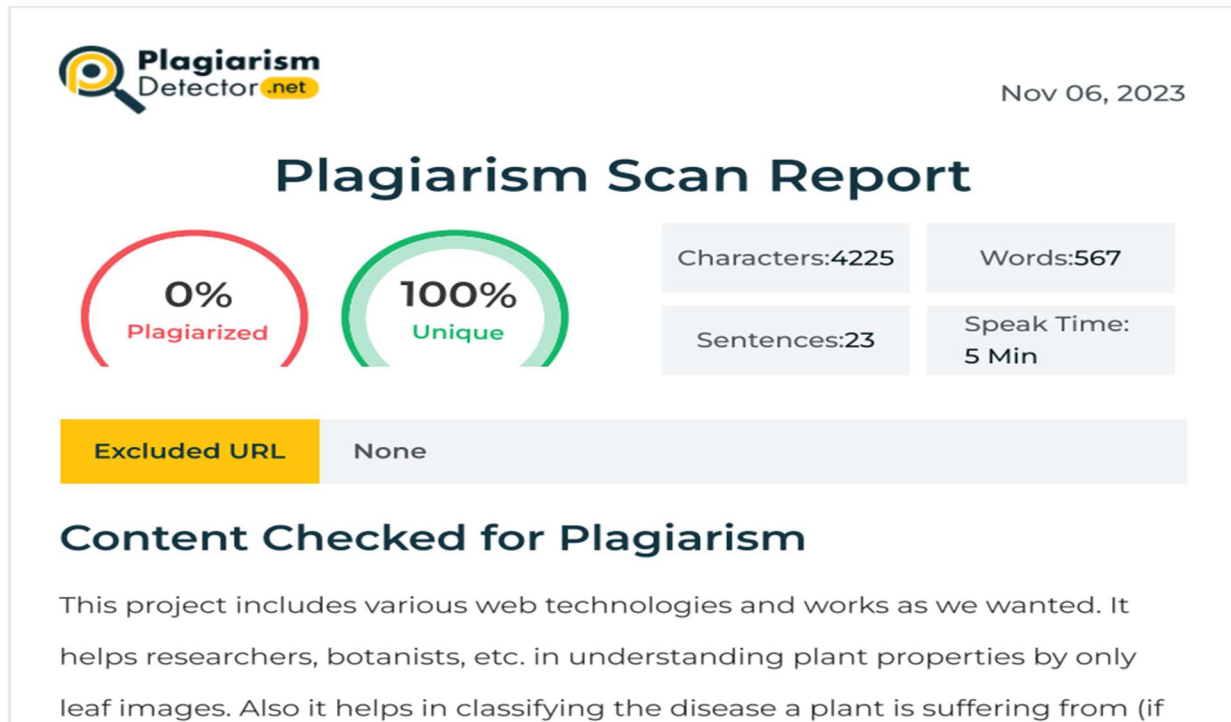 Plagiarism
Detector .net
Nov 06, 2023
Plagiarism Scan Report
0%
Plagiarized
100%
Unique
Characters:4225
Words:567
Sentences:23
Speak Time:
5 Min
Excluded URL
None
Content Checked for Plagiarism
This project includes various web technologies and works as we wanted. It
helps researchers, botanists, etc. in understanding plant properties by only
leaf images. Also it helps in classifying the disease a plant is suffering from (if